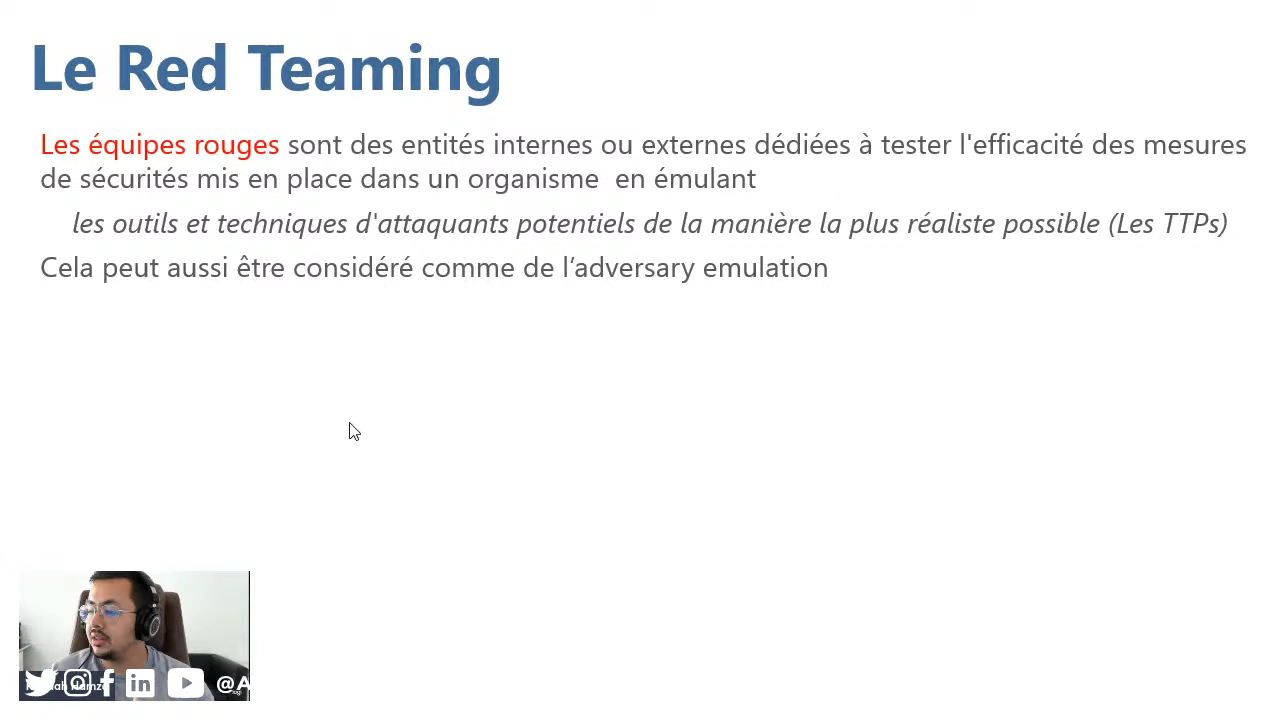 Le Red Teaming
Les équipes rouges sont des entités internes ou externes dédiées à tester l'efficacité des mesures
de sécurités mis en place dans un organisme  en émulant
les outils et techniques d'attaquants potentiels de la manière la plus réaliste possible (Les TTPs)
Cela peut aussi être considéré comme de l’adversary emulation
@A